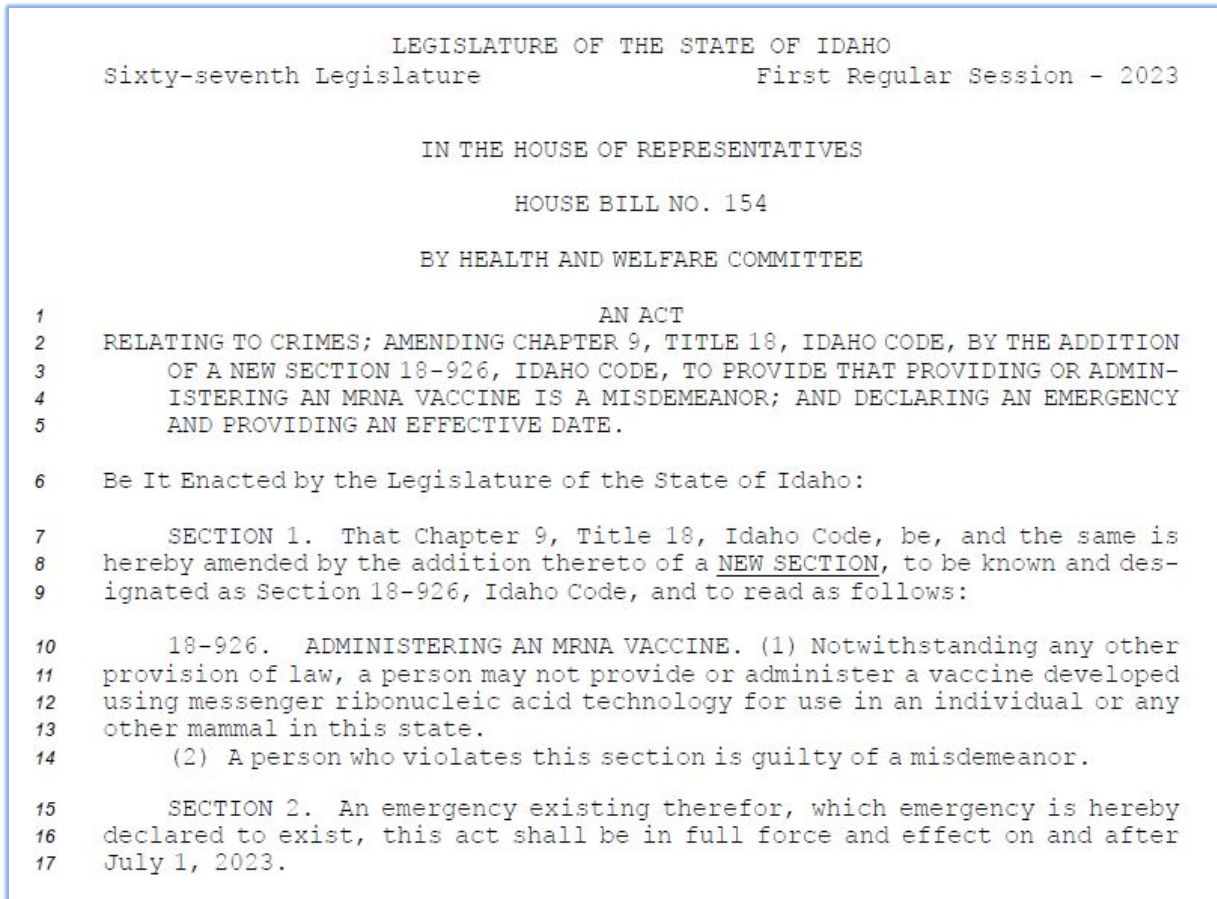 LEGISLATURE OF THE STATE OF IDAHO
Sixty-seventh Legislature First Regular Session - 2023
IN THE HOUSE OF REPRESENTATIVES
HOUSE BILL NO. 154
BY HEALTH AND WELFARE COMMITTEE
1 AN ACT
2 RELATING TO CRIMES; AMENDING CHAPTER 9, TITLE 18, IDAHO CODE, BY THE ADDITION
3 OF A NEW SECTION 18-926, IDAHO CODE, TO PROVIDE THAT PROVIDING OR ADMIN-
4 ISTERING AN MRNA VACCINE IS A MISDEMEANOR; AND DECLARING AN EMERGENCY
5 AND PROVIDING AN EFFECTIVE DATE.
6 Be It Enacted by the Legislature of the State of Idaho:
7 SECTION 1. That Chapter 9, Title 18, Idaho Code, be, and the same is
8 hereby amended by the addition thereto of a NEW SECTION, to be known and des-
9 ignated as Section 18-926, Idaho Code, and to read as follows:
10 18-926. ADMINISTERING AN MRNA VACCINE. (1) Notwithstanding any other
11 provision of law, a person may not provide or administer a vaccine developed
12 using messenger ribonucleic acid technology for use in an individual or any
13 other mammal in this state.
14 (2) A person who violates this section is guilty of a misdemeanor.
15 SECTION 2. An emergency existing therefor, which emergency is hereby
16 declared to exist, this act shall be in full force and effect on and after
17 July 1, 2023.